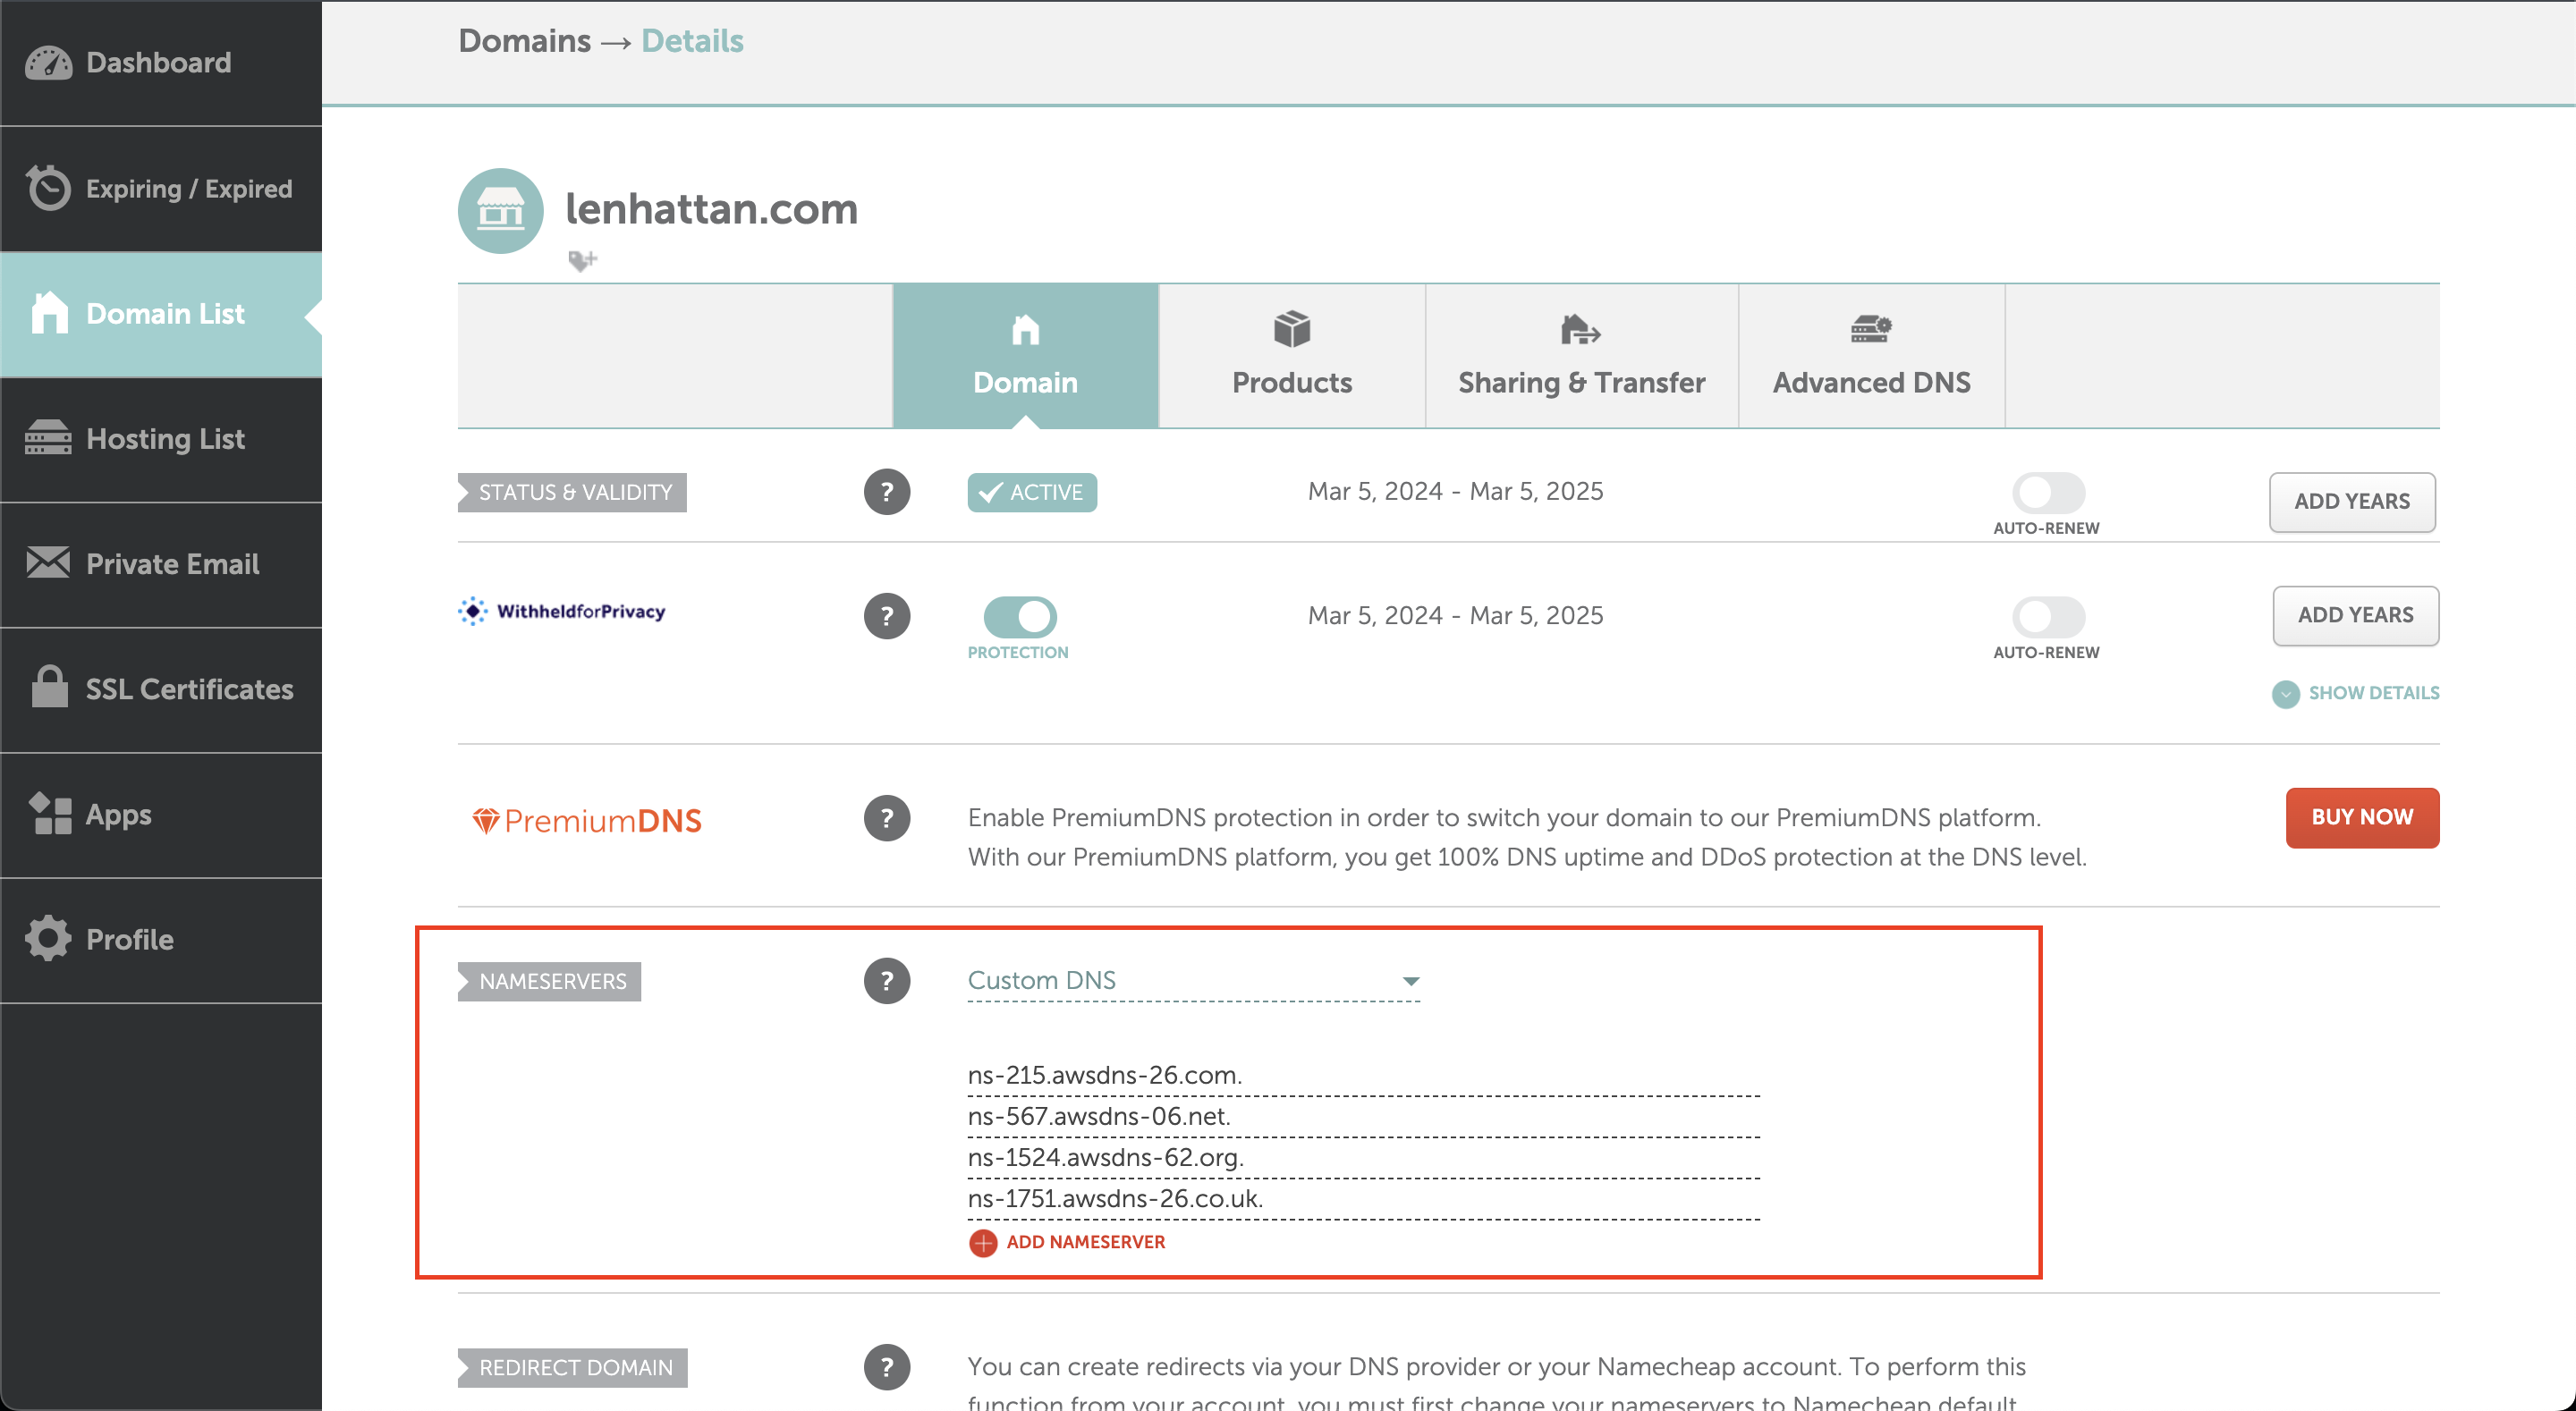 Domains → Details
Dashboard
Expiring / Expired
Domain List
Hosting List
Private Email
SSL Certificates
Apps
Profile
lenhattan.com
Domain
Products
Sharing & Transfer
Advanced DNS
STATUS & VALIDITY
?
ACTIVE
Mar 5, 2024 - Mar 5, 2025
AUTO-RENEW
ADD YEARS
WithheldforPrivacy
?
PROTECTION
Mar 5, 2024 - Mar 5, 2025
AUTO-RENEW
ADD YEARS
SHOW DETAILS
PremiumDNS
?
Enable PremiumDNS protection in order to switch your domain to our PremiumDNS platform.
With our PremiumDNS platform, you get 100% DNS uptime and DDoS protection at the DNS level.
BUY NOW
NAMESERVERS
?
Custom DNS
ns-215.awsdns-26.com.
ns-567.awsdns-06.net.
ns-1524.awsdns-62.org.
ns-1751.awsdns-26.co.uk.
ADD NAMESERVER
REDIRECT DOMAIN
?
You can create redirects via your DNS provider or your Namecheap account. To perform this
function from your account, you must first change your nameservers to Namecheap default